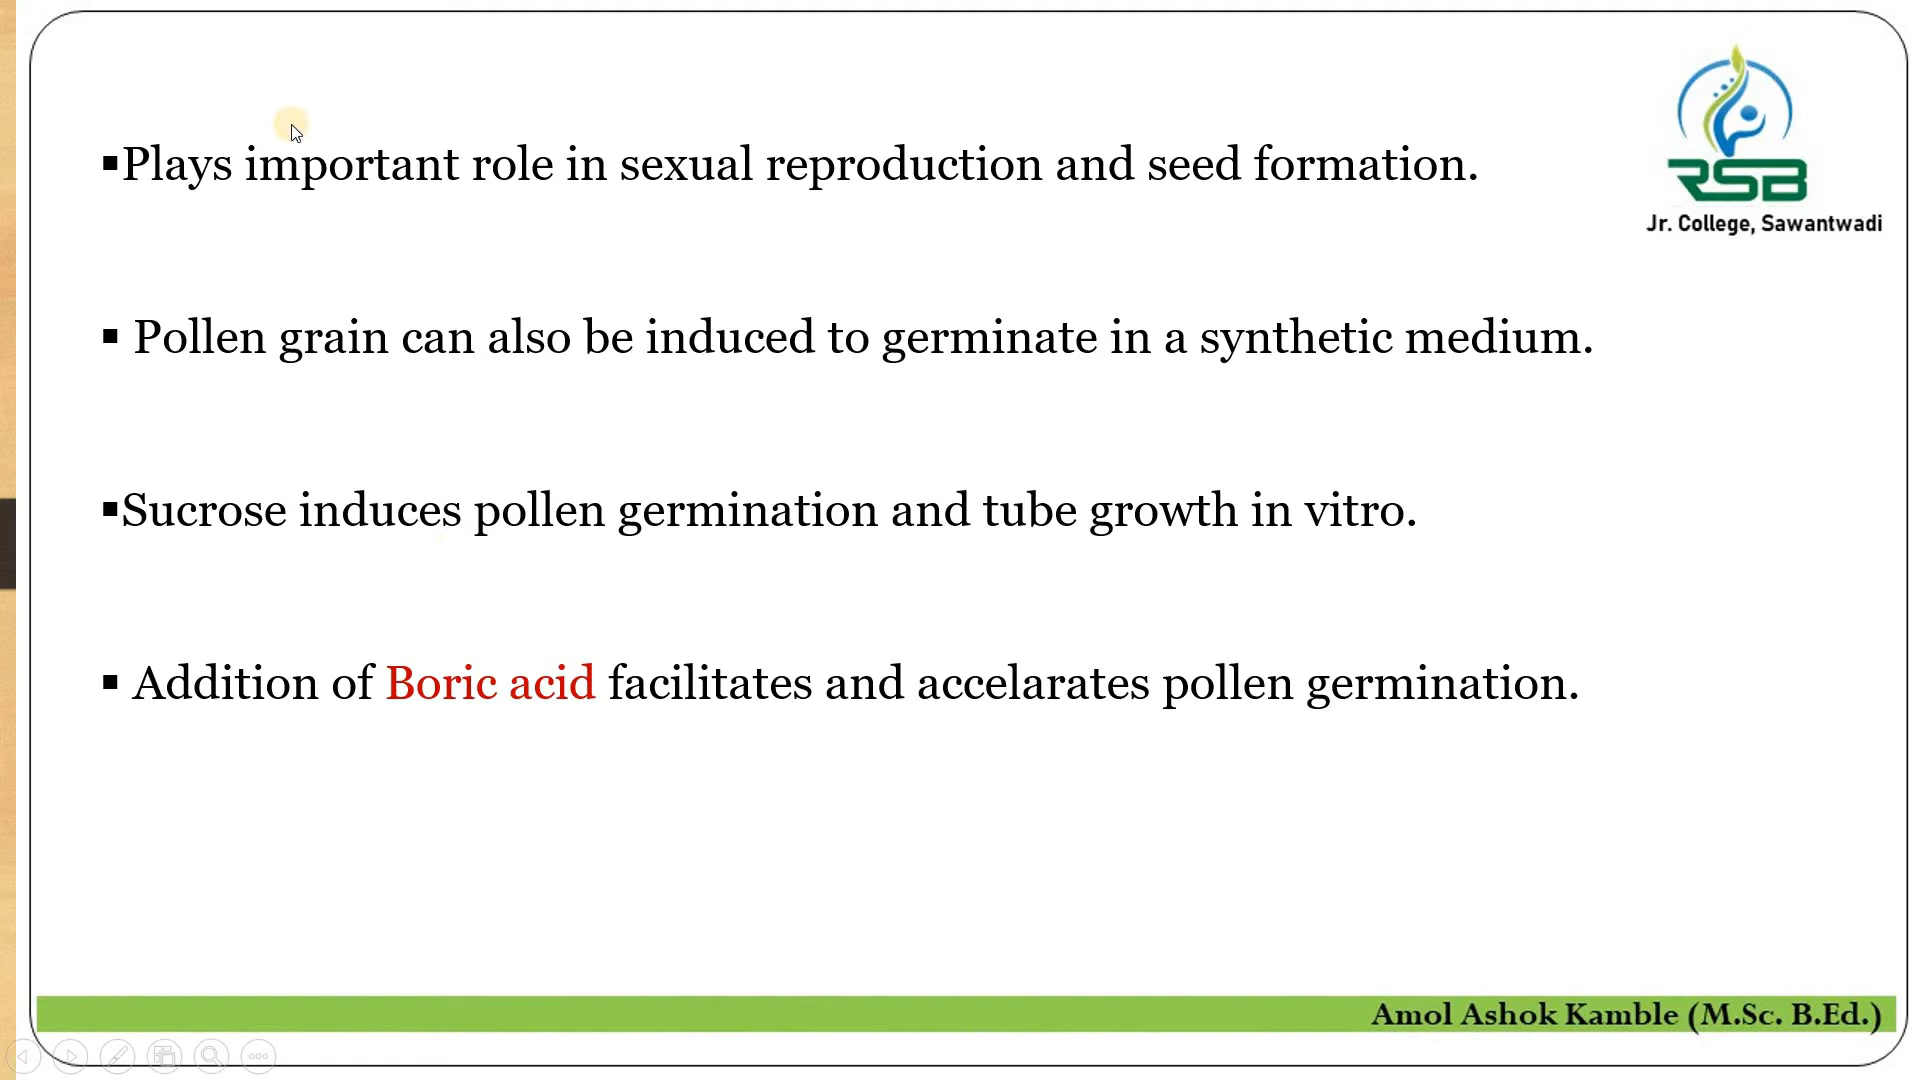 ▪Plays important role in sexual reproduction and seed formation.
RSB
Jr. College, Sawantwadi
▪ Pollen grain can also be induced to germinate in a synthetic medium.
▪Sucrose induces pollen germination and tube growth in vitro.
▪ Addition of Boric acid facilitates and accelarates pollen germination.
Amol Ashok Kamble (M.Sc. B.Ed.)